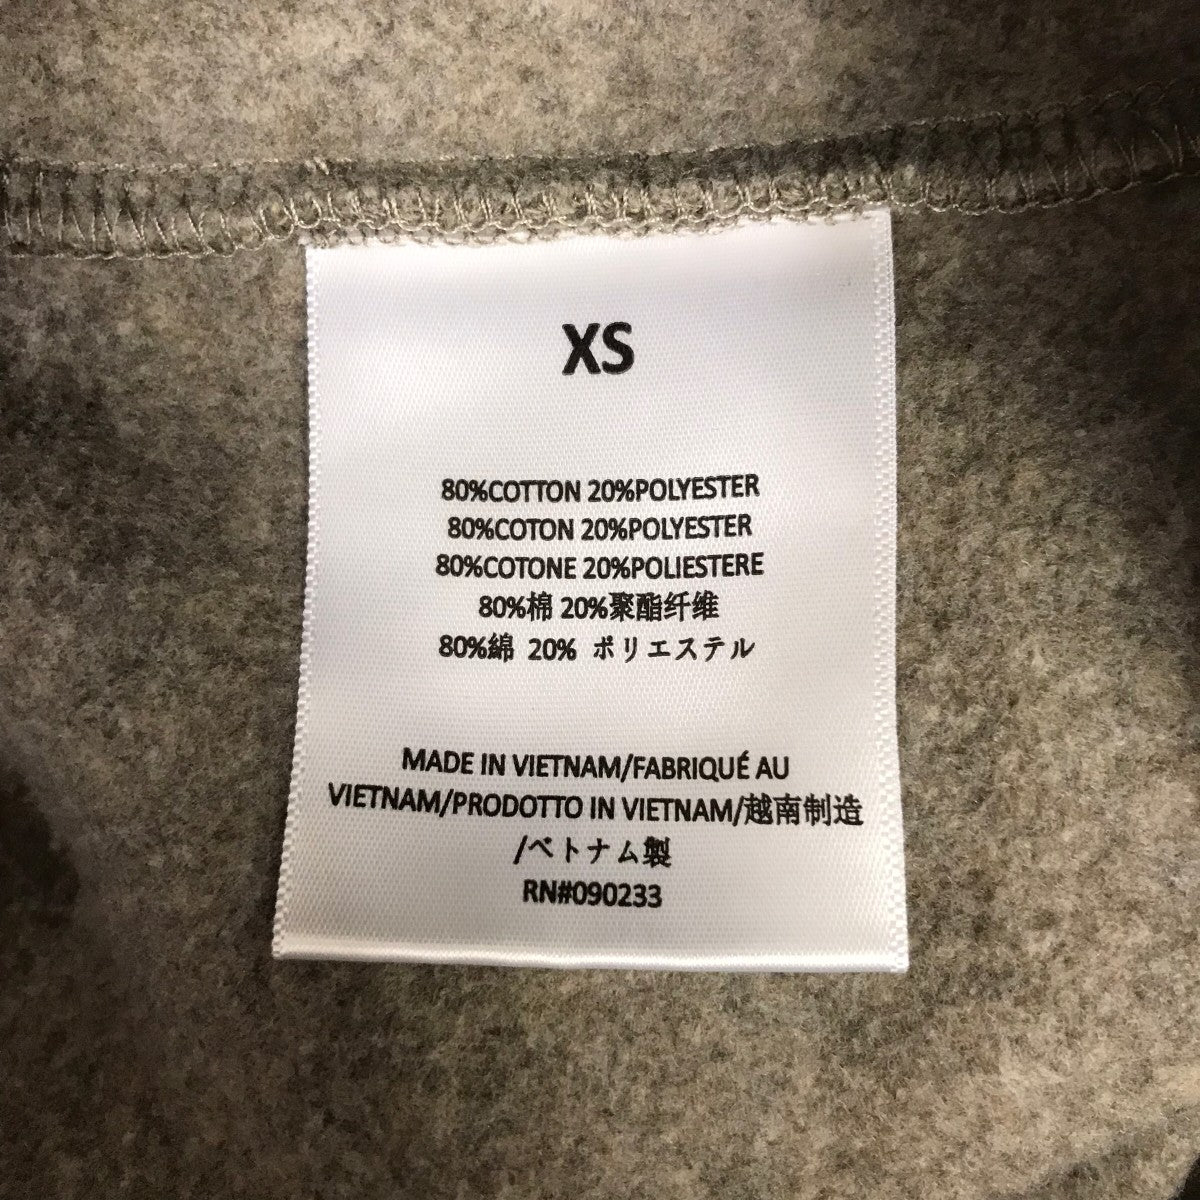 XS
80%COTTON 20%POLYESTER
80%COTON 20%POLYESTER
80%COTONE 20%POLIESTERE
80%棉 20%聚酯纤维
80%綿 20% ポリエステル
MADE IN VIETNAM/FABRIQUÉ AU
VIETNAM/PRODOTTO IN VIETNAM/越南制造
/ベトナム製
RN#090233